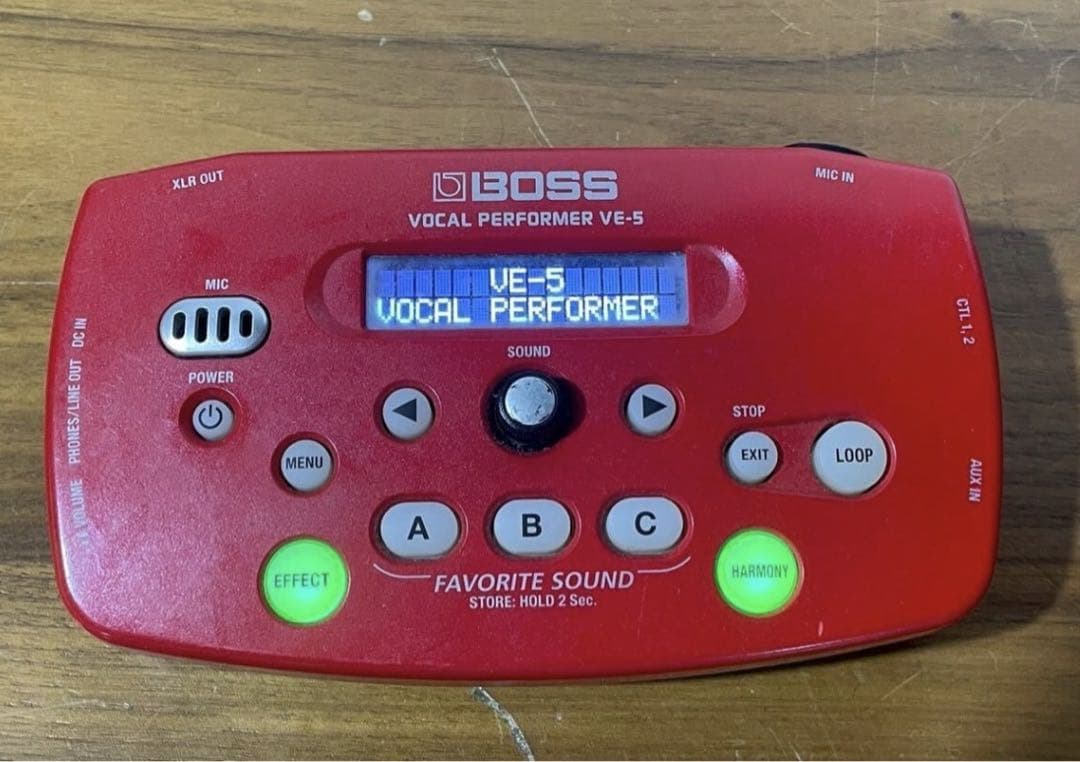 XLR OUT
BOSS
MIC IN
VOCAL PERFORMER VE-5
VE-5
VOCAL PERFORMER
MIC
DC IN
PHONES/LINE OUT
VOLUME
CTL 1, 2
AUX IN
SOUND
POWER
STOP
MENU
EXIT
LOOP
A
B
C
EFFECT
HARMONY
FAVORITE SOUND
STORE: HOLD 2 Sec.